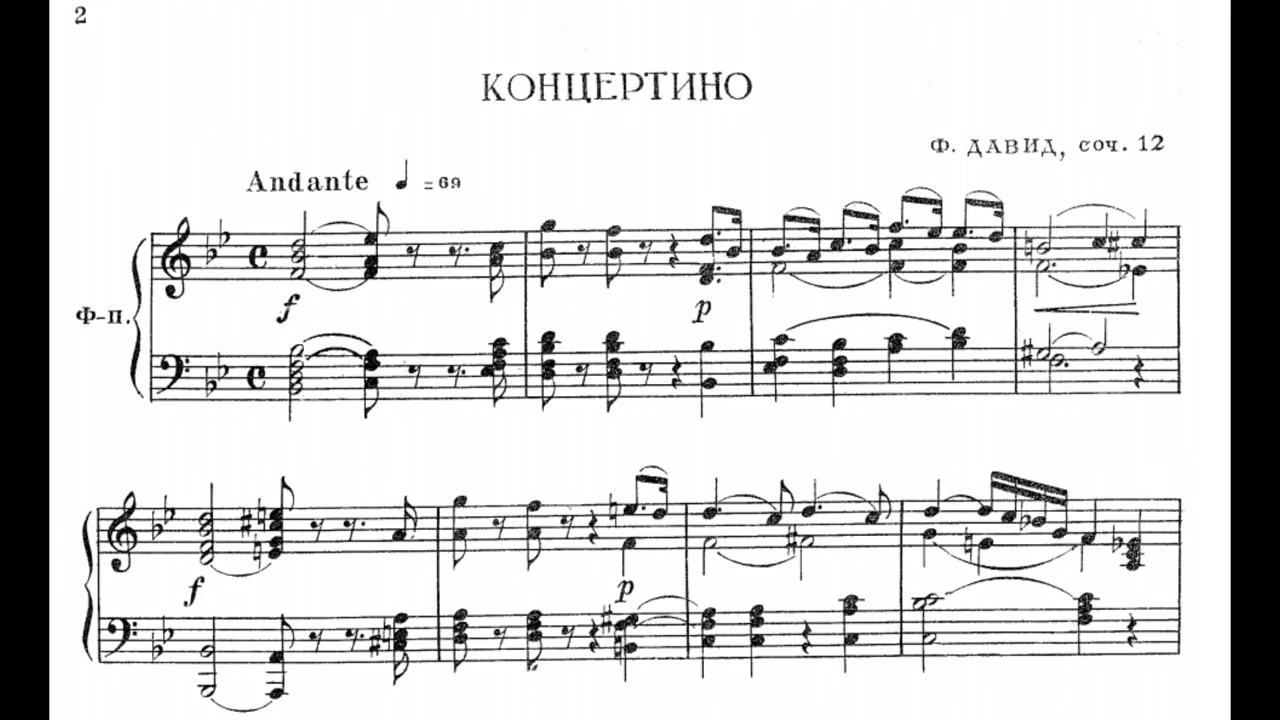 2
КОНЦЕРТИНО
Ф. ДАВИД, соч. 12
Andante ♩ = 69
Ф-п.
f
p
f
p